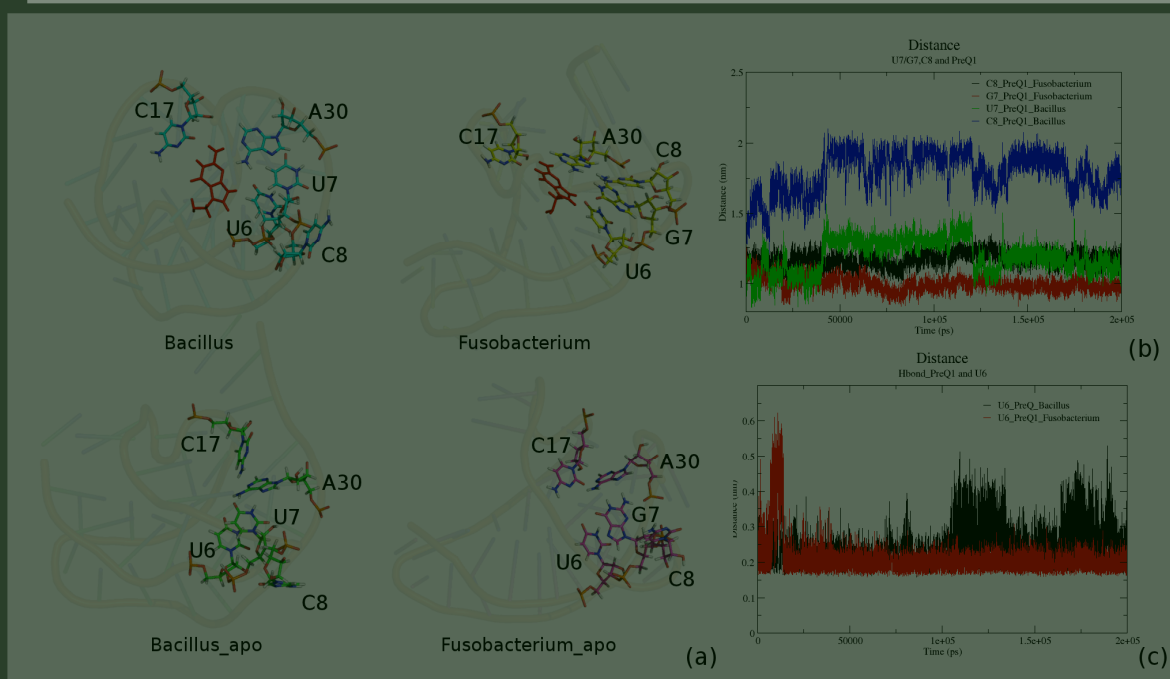 C17
A30
U7
U6
C8
Bacillus
C17
A30
C8
G7
U6
Fusobacterium
C17
A30
U7
U6
C8
Bacillus_apo
C17
A30
G7
U6
C8
Fusobacterium_apo
(a)
Distance
U7/G7,C8 and PreQ1
C8_PreQ1_Fusobacterium
G7_PreQ1_Fusobacterium
U7_PreQ1_Bacillus
C8_PreQ1_Bacillus
Distance (nm)
2.5
2
1.5
1
0 50000 1e+05 1.5e+05 2e+05
Time (ps)
(b)
Distance
Hbond_PreQ1 and U6
U6_PreQ_Bacillus
U6_PreQ1_Fusobacterium
Distance (nm)
0.6
0.5
0.4
0.3
0.2
0.1
0
0 50000 1e+05 1.5e+05 2e+05
Time (ps)
(c)